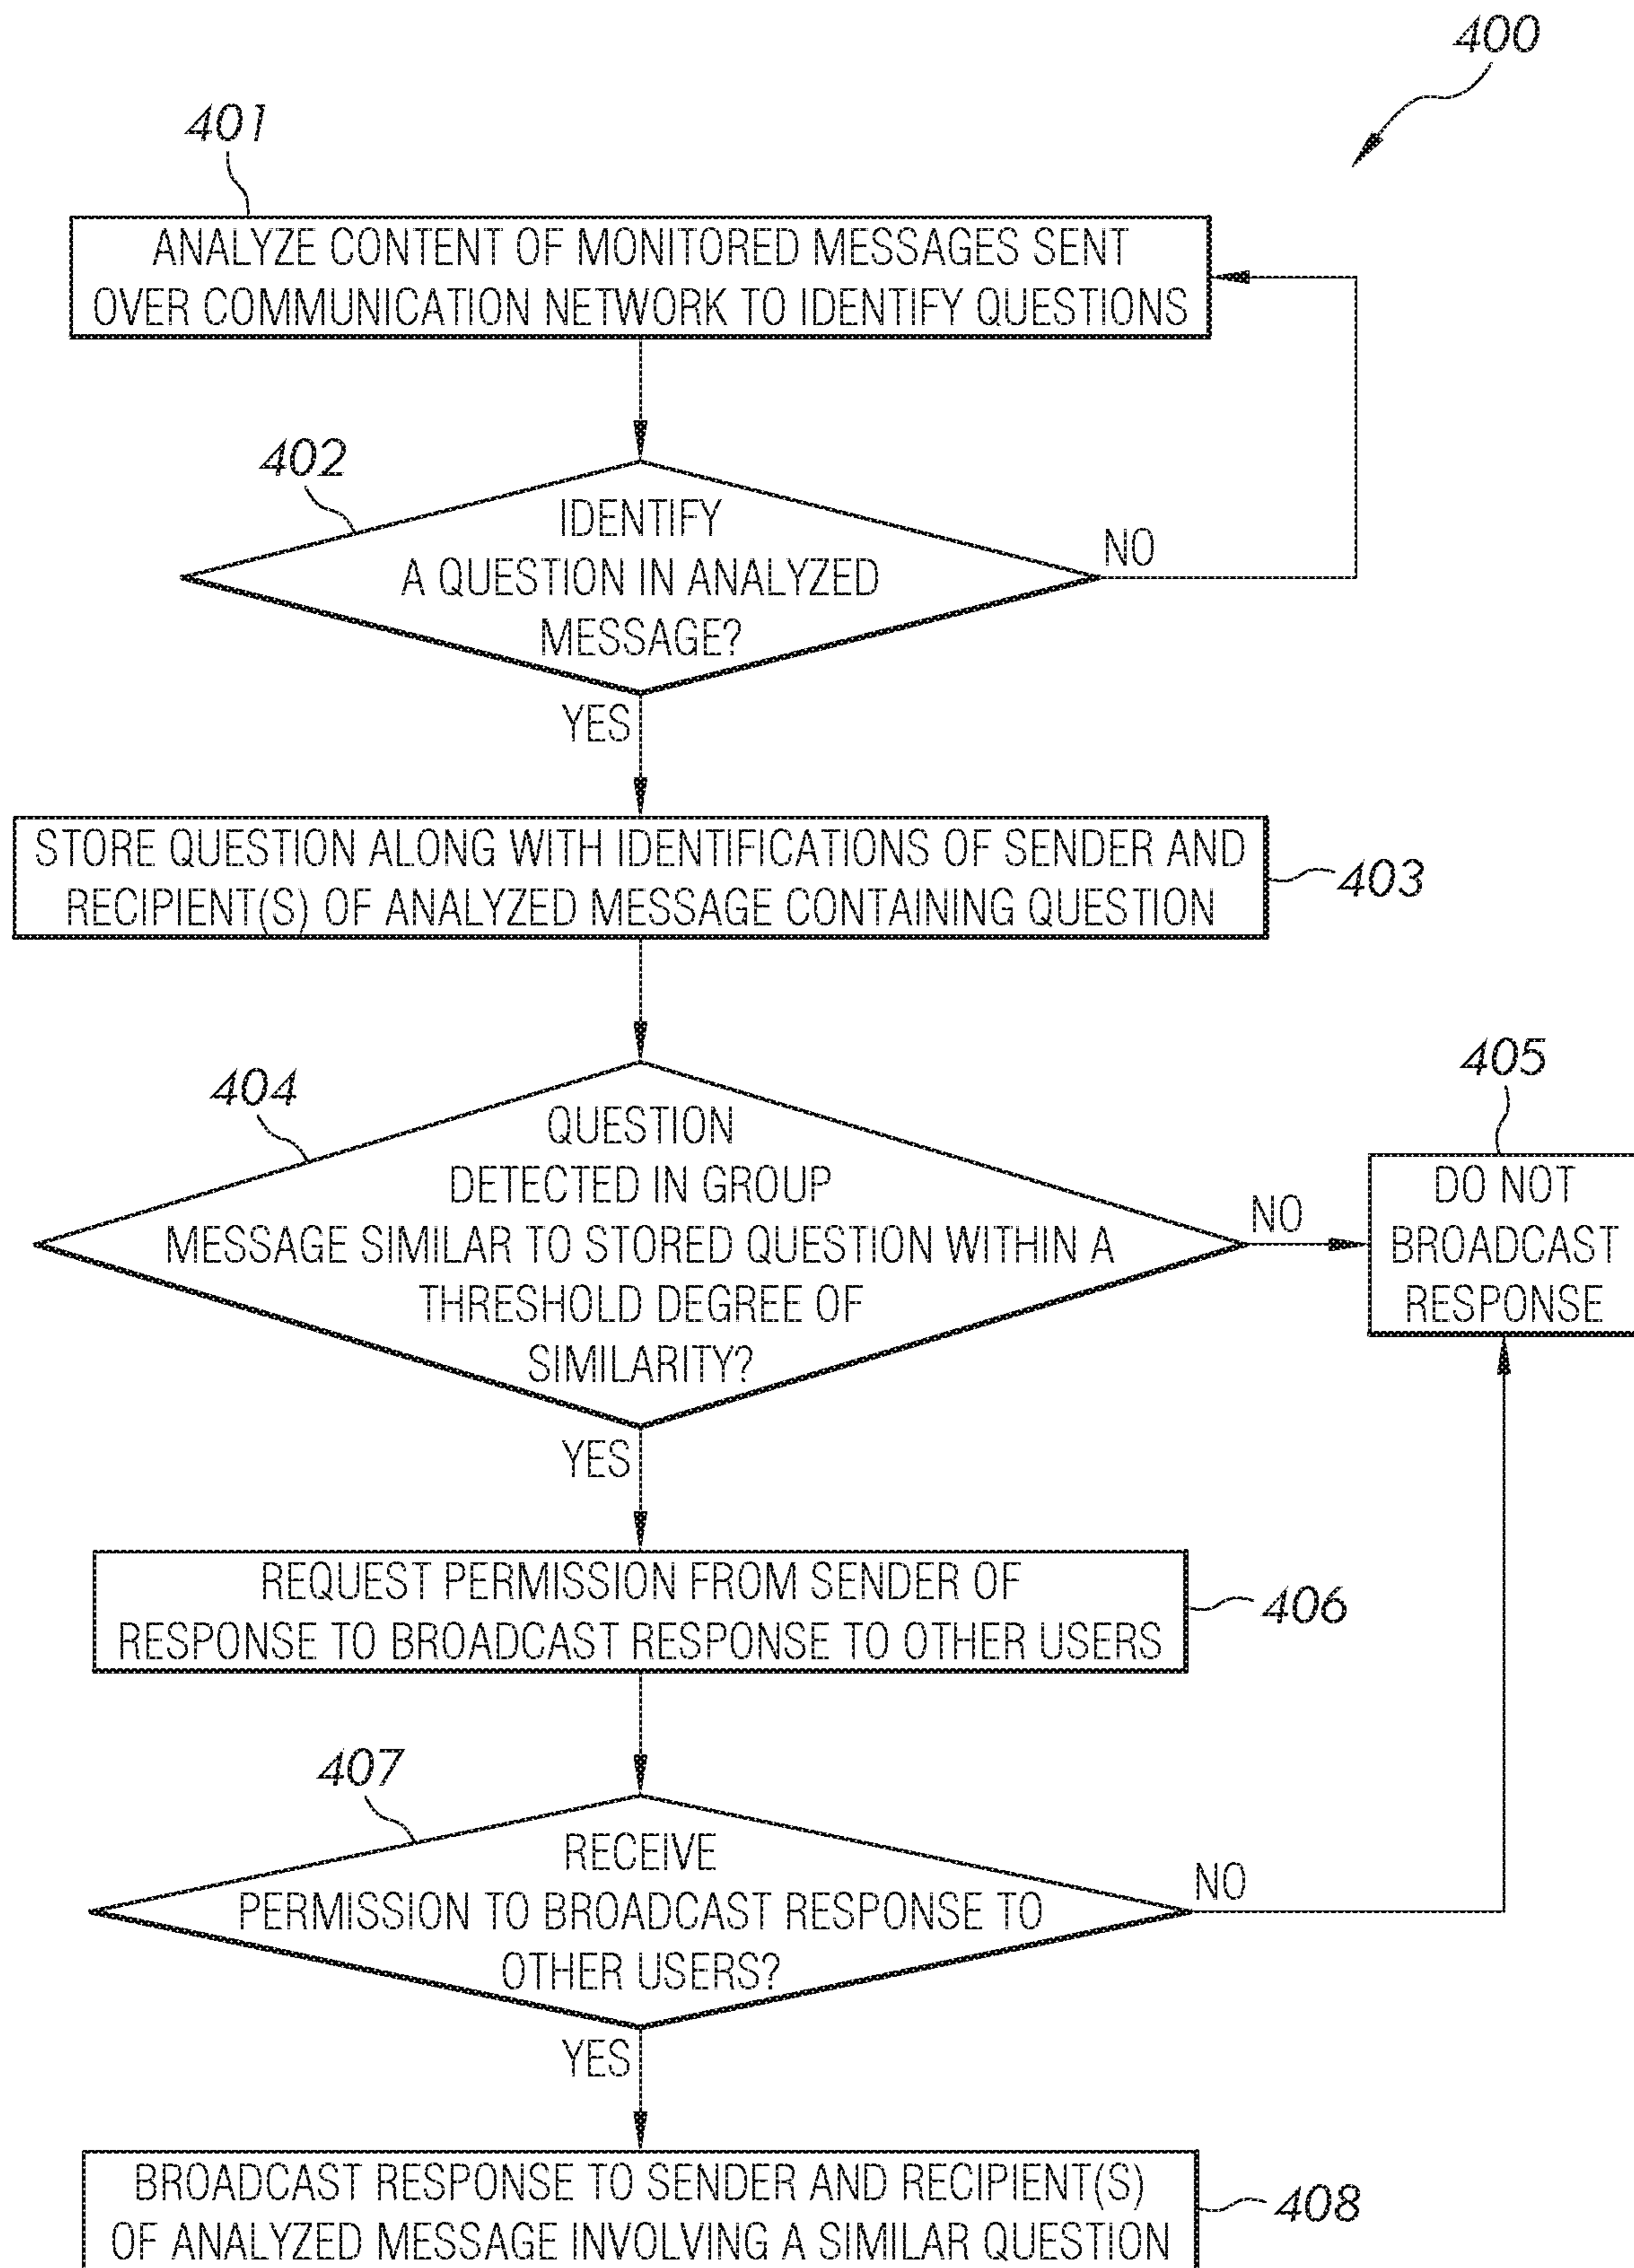 400
401
ANALYZE CONTENT OF MONITORED MESSAGES SENT
OVER COMMUNICATION NETWORK TO IDENTIFY QUESTIONS
402
IDENTIFY
A QUESTION IN ANALYZED
MESSAGE?
NO
YES
STORE QUESTION ALONG WITH IDENTIFICATIONS OF SENDER AND
RECIPIENT(S) OF ANALYZED MESSAGE CONTAINING QUESTION
403
404
QUESTION
DETECTED IN GROUP
MESSAGE SIMILAR TO STORED QUESTION WITHIN A
THRESHOLD DEGREE OF
SIMILARITY?
NO
405
DO NOT
BROADCAST
RESPONSE
YES
REQUEST PERMISSION FROM SENDER OF
RESPONSE TO BROADCAST RESPONSE TO OTHER USERS
406
407
RECEIVE
PERMISSION TO BROADCAST RESPONSE TO
OTHER USERS?
NO
YES
BROADCAST RESPONSE TO SENDER AND RECIPIENT(S)
OF ANALYZED MESSAGE INVOLVING A SIMILAR QUESTION
408